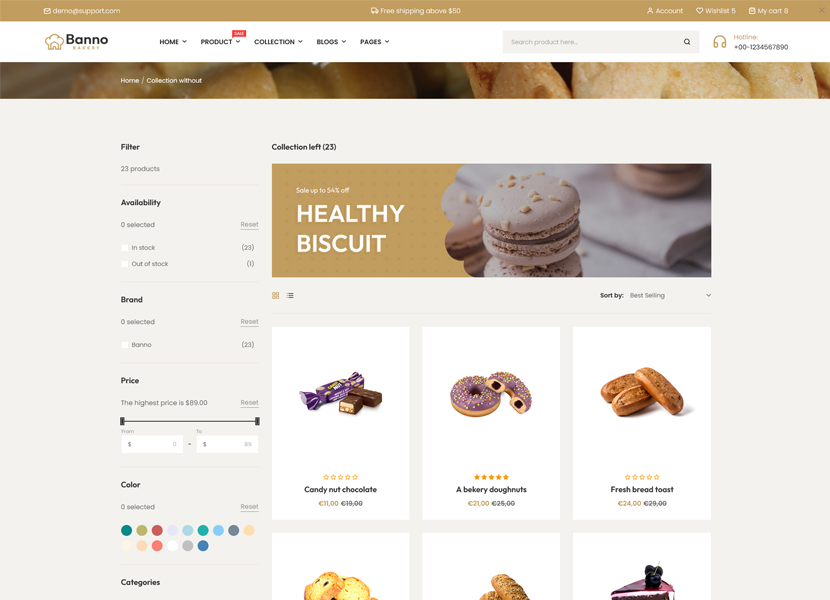 demo@support.com
Free shipping above $50
Account
Wishlist 5
My cart 8
Banno
BAKERY
HOME
PRODUCT
SALE
COLLECTION
BLOGS
PAGES
Search product here...
Hotline:
+00-1234567890
Home / Collection without
Filter
23 products
Availability
0 selected
Reset
In stock
(23)
Out of stock
(1)
Brand
0 selected
Reset
Banno
(23)
Price
The highest price is $89.00
Reset
From
To
$ 0
-
$ 89
Color
0 selected
Reset
Categories
Collection left (23)
Sale up to 54% off
HEALTHY
BISCUIT
Sort by:
Best Selling
Candy nut chocolate
€11,00 €19,00
A bekery doughnuts
€21,00 €25,00
Fresh bread toast
€24,00 €29,00